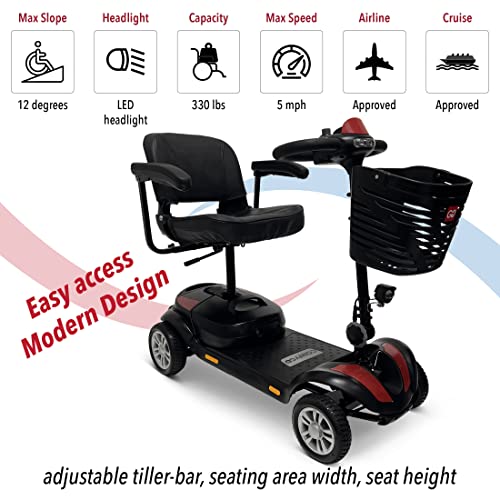 Max Slope
Headlight
Capacity
Max Speed
Airline
Cruise
12 degrees
LED
headlight
330 lbs
5 mph
Approved
Approved
Easy access
Modern Design
adjustable tiller-bar, seating area width, seat height